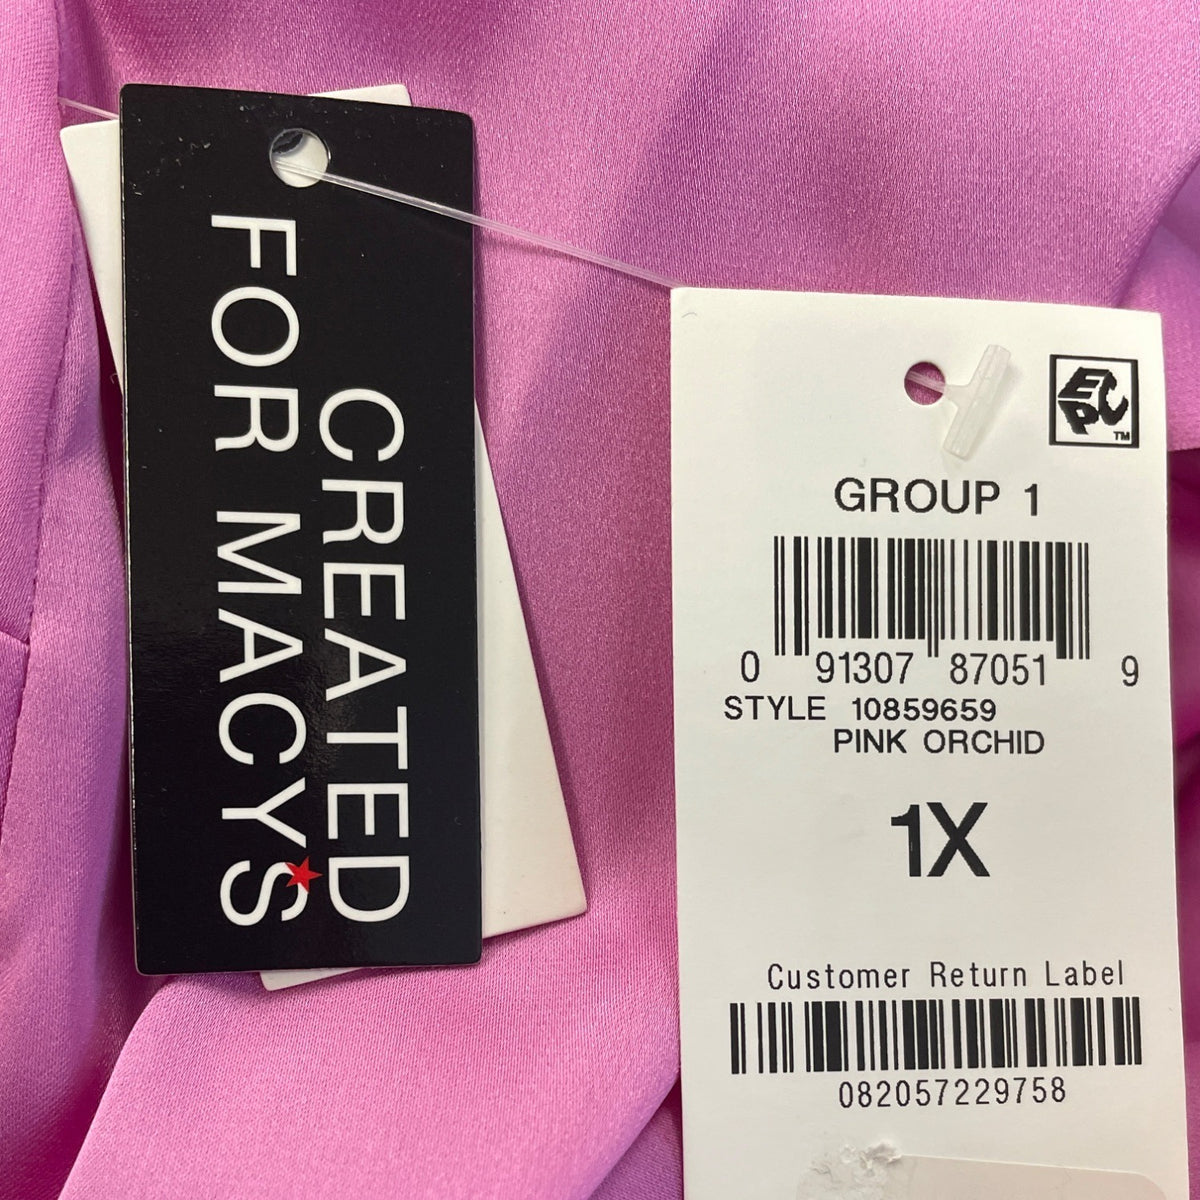 CREATED
FOR MACYS
EPC
TM
GROUP 1
0 91307 87051 9
STYLE 10859659
PINK ORCHID
1X
Customer Return Label
082057229758